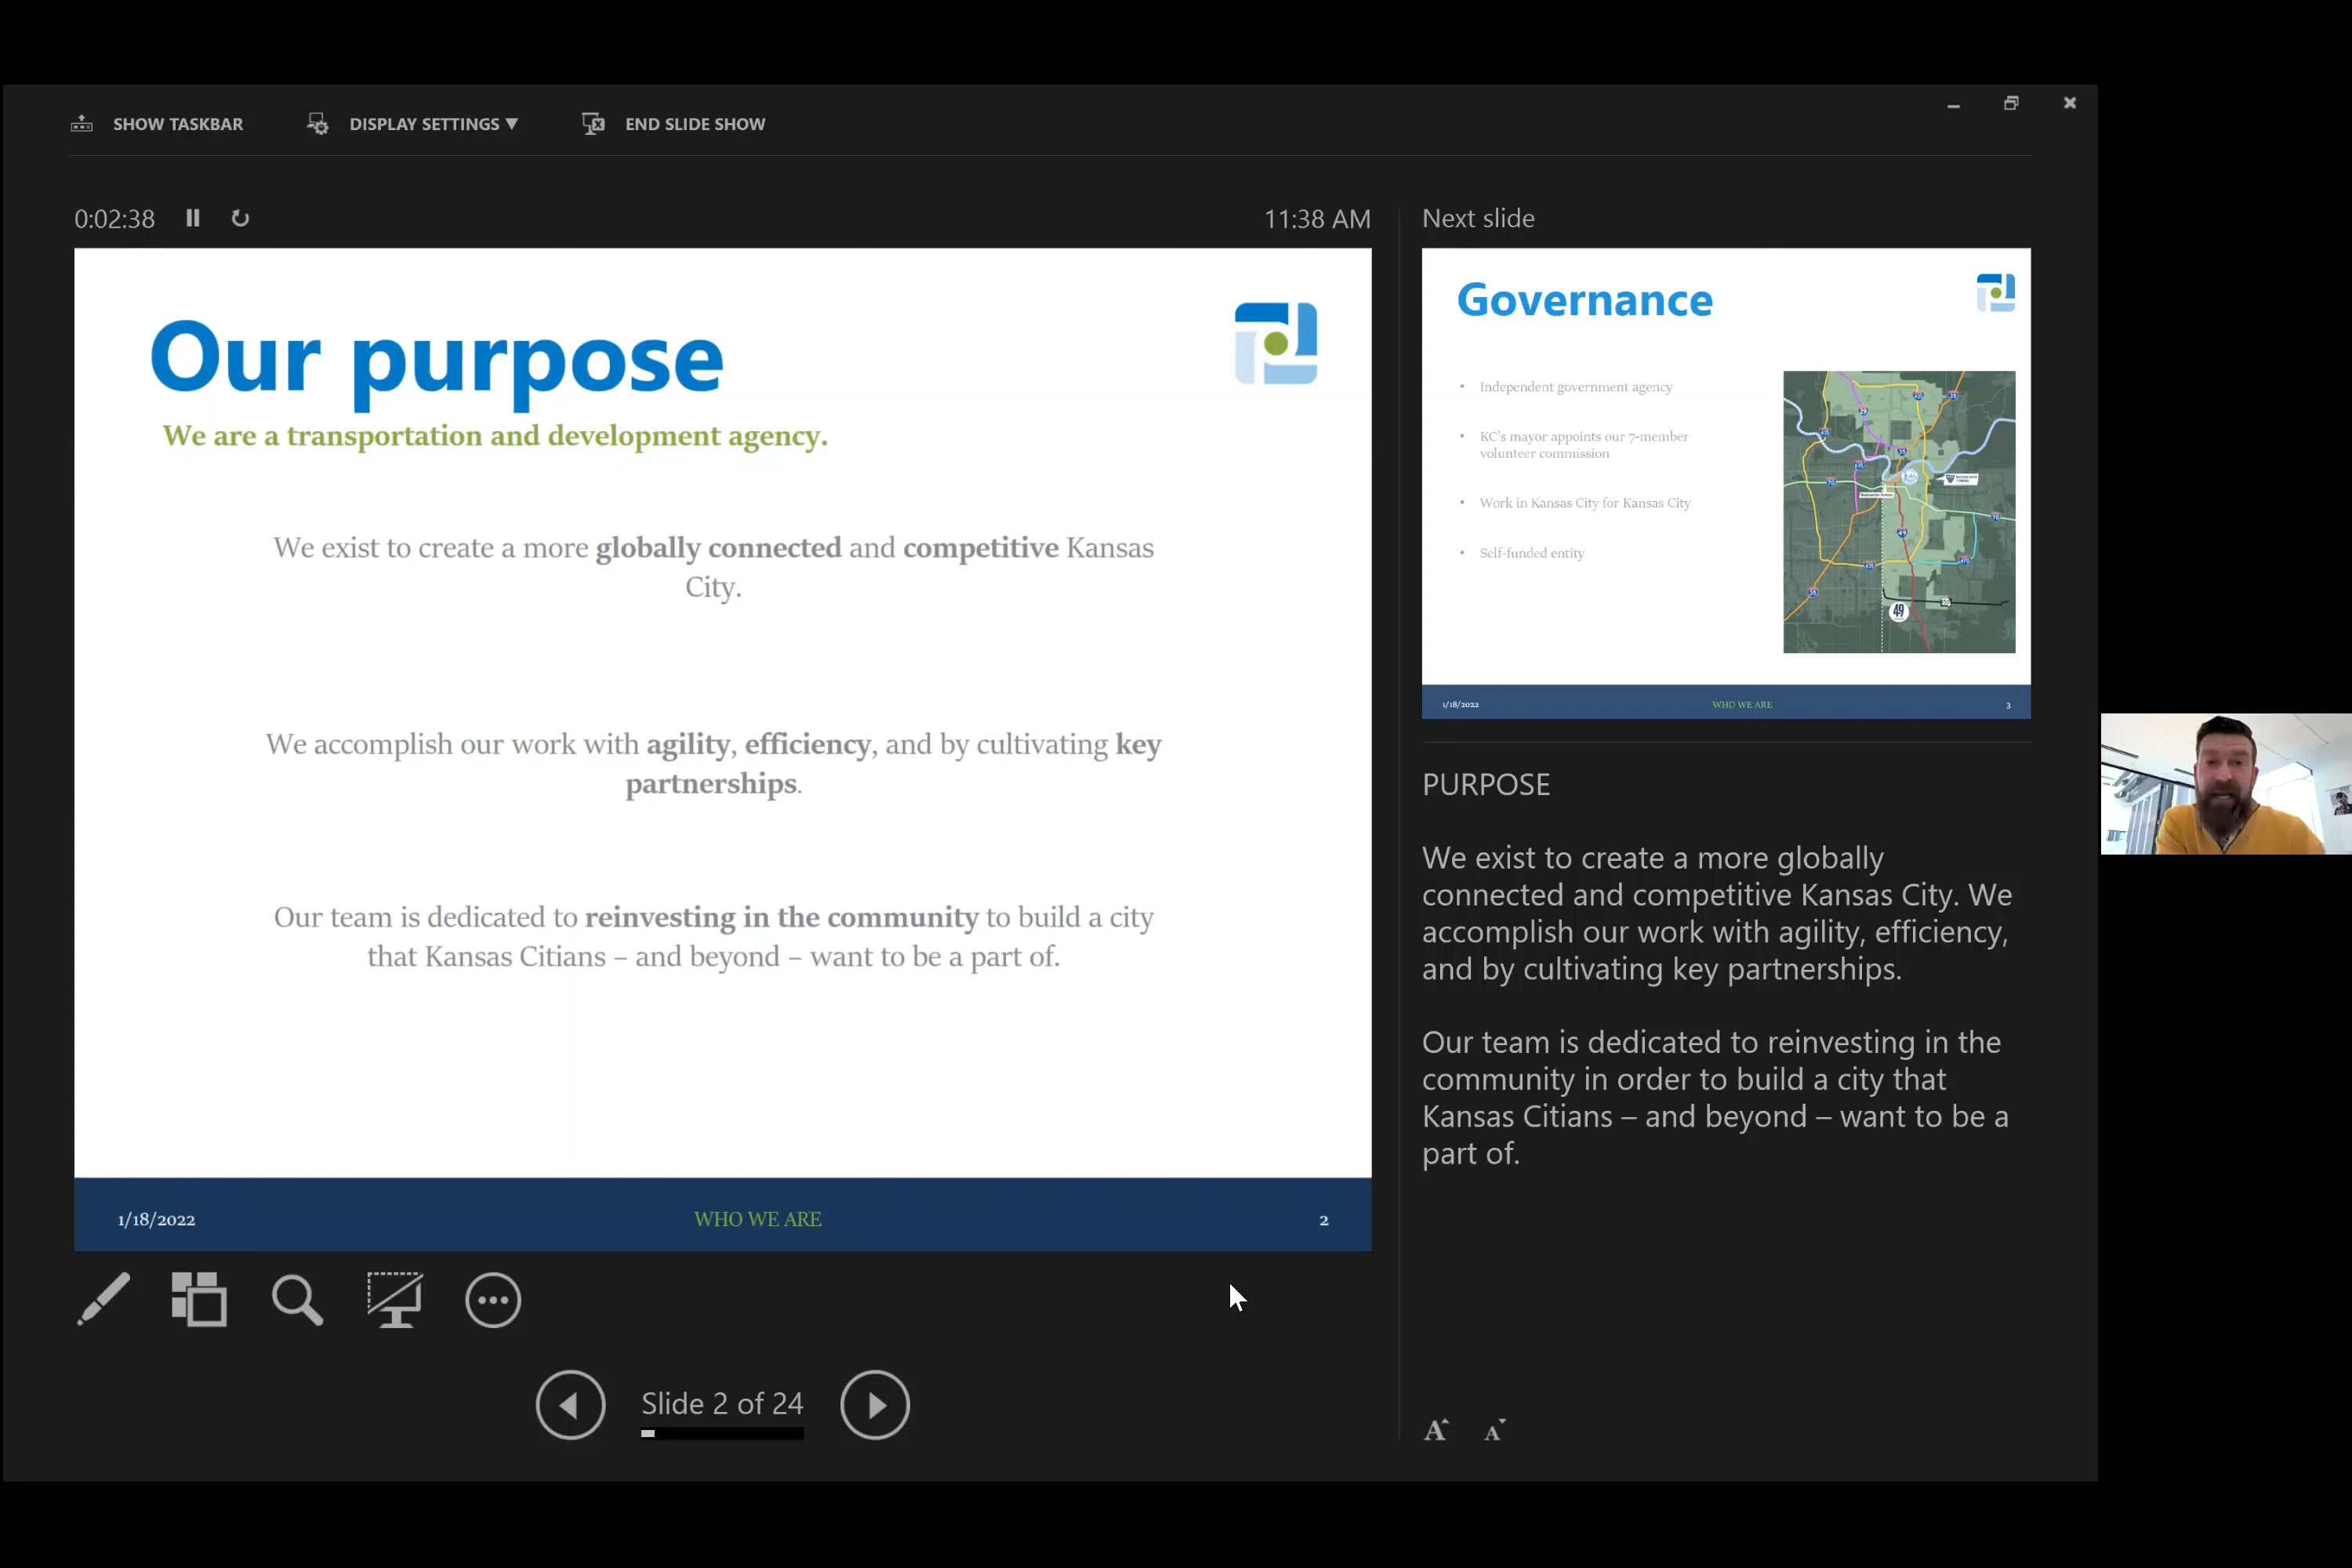 SHOW TASKBAR
DISPLAY SETTINGS ▼
END SLIDE SHOW
0:02:38
11:38 AM
Our purpose
We are a transportation and development agency.
We exist to create a more globally connected and competitive Kansas
City.
We accomplish our work with agility, efficiency, and by cultivating key
partnerships.
Our team is dedicated to reinvesting in the community to build a city
that Kansas Citians – and beyond – want to be a part of.
1/18/2022
WHO WE ARE
2
Slide 2 of 24
Next slide
Governance
• Independent government agency
• KC's mayor appoints our 7-member
volunteer commission
• Work in Kansas City for Kansas City
• Self-funded entity
49
1/18/2022
WHO WE ARE
3
PURPOSE
We exist to create a more globally
connected and competitive Kansas City. We
accomplish our work with agility, efficiency,
and by cultivating key partnerships.
Our team is dedicated to reinvesting in the
community in order to build a city that
Kansas Citians – and beyond – want to be a
part of.
A A